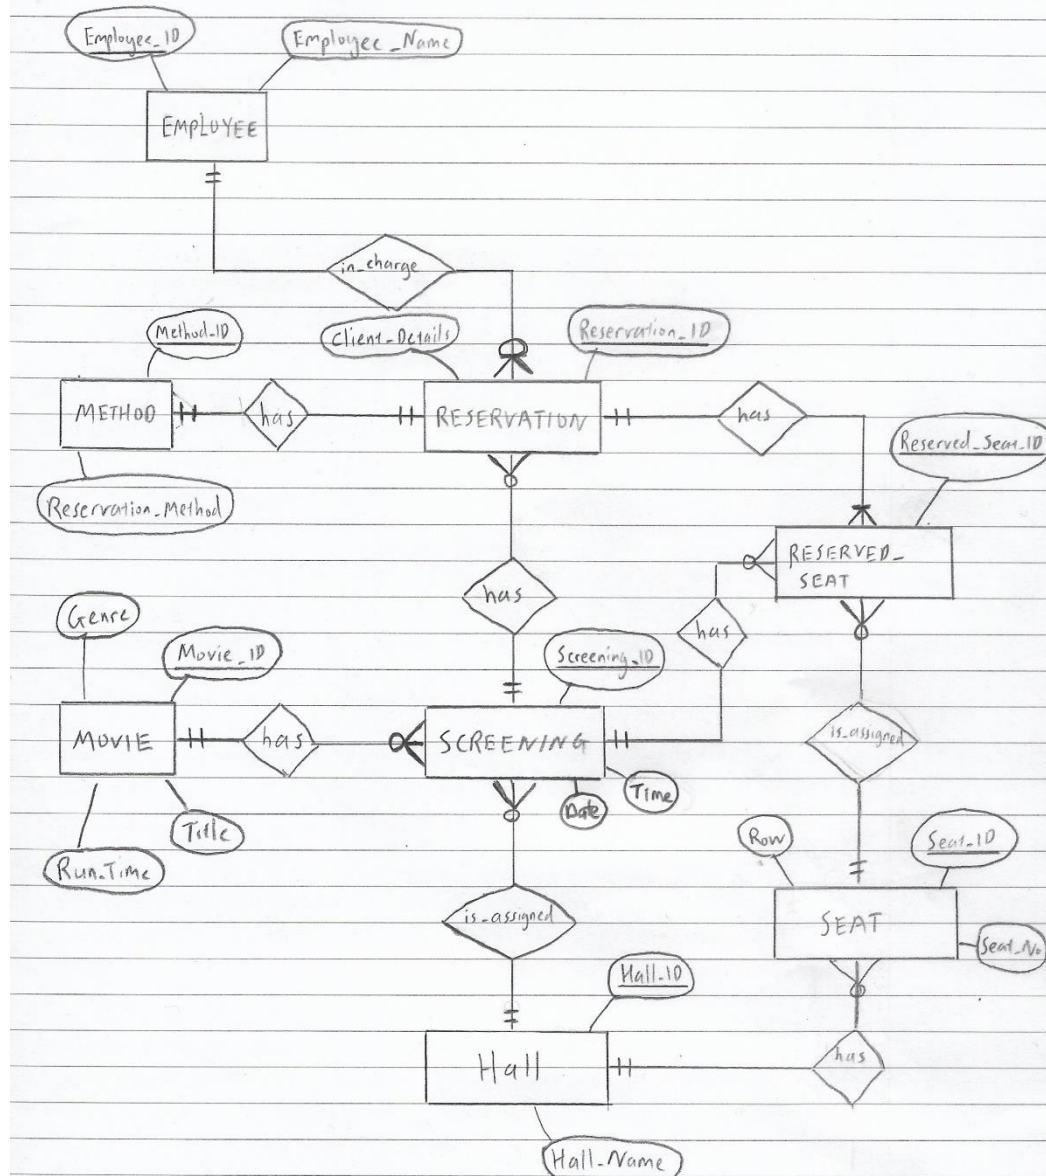 Employee_ID
Employee_Name
EMPLOYEE
in_charge
Method_ID
Client_Details
Reservation_ID
METHOD
has
RESERVATION
has
Reserved_Seat_ID
Reservation_Method
RESERVED_
SEAT
has
Genre
has
Movie_ID
Screening_ID
MOVIE
has
SCREENING
is_assigned
Date
Time
Title
Run_Time
Row
Seat_ID
is_assigned
SEAT
Seat_No
Hall_ID
Hall
has
Hall_Name